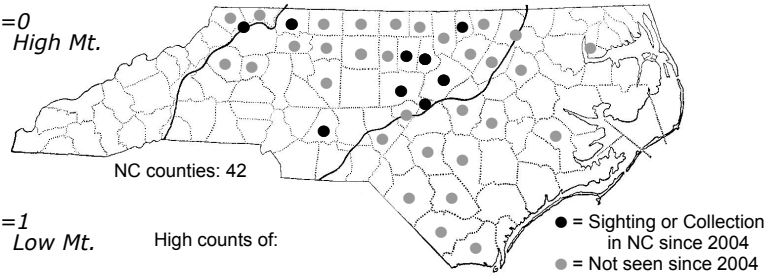 =0
High Mt.
NC counties: 42
=1
Low Mt.
High counts of:
= Sighting or Collection
in NC since 2004
= Not seen since 2004